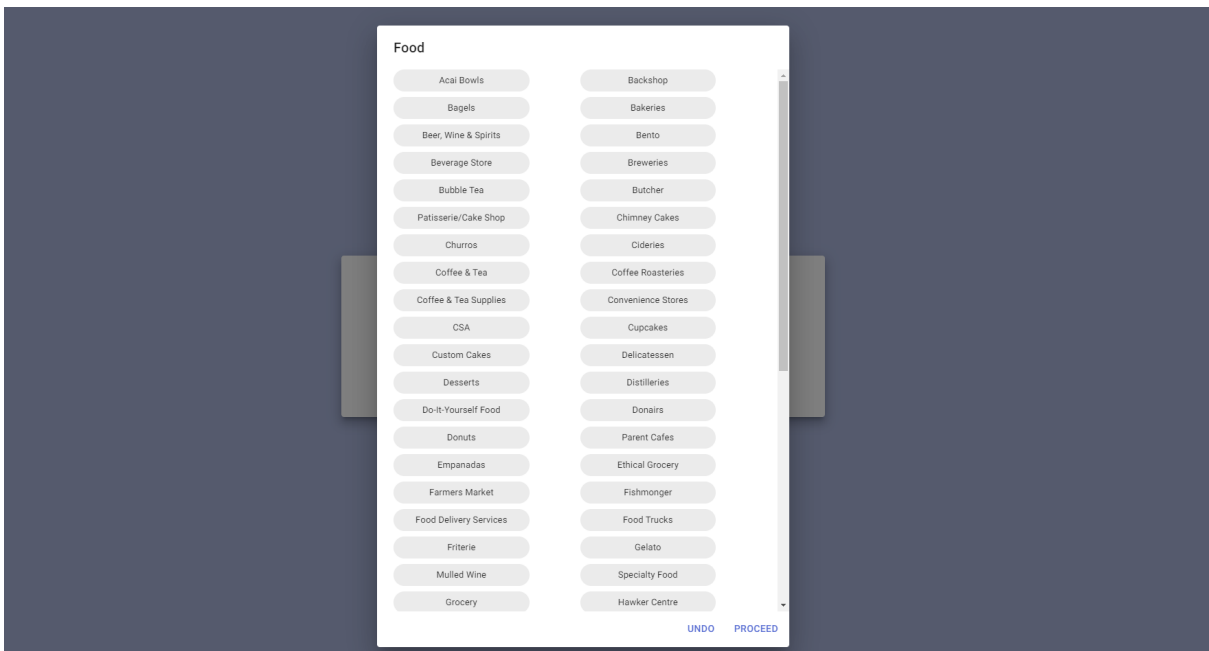 Food
Acai Bowls Backshop
Bagels Bakeries
Beer, Wine & Spirits Bento
Beverage Store Breweries
Bubble Tea Butcher
Patisserie/Cake Shop Chimney Cakes
Churros Cideries
Coffee & Tea Coffee Roasteries
Coffee & Tea Supplies Convenience Stores
CSA Cupcakes
Custom Cakes Delicatessen
Desserts Distilleries
Do-It-Yourself Food Donairs
Donuts Parent Cafes
Empanadas Ethical Grocery
Farmers Market Fishmonger
Food Delivery Services Food Trucks
Friterie Gelato
Mulled Wine Specialty Food
Grocery Hawker Centre
UNDO PROCEED